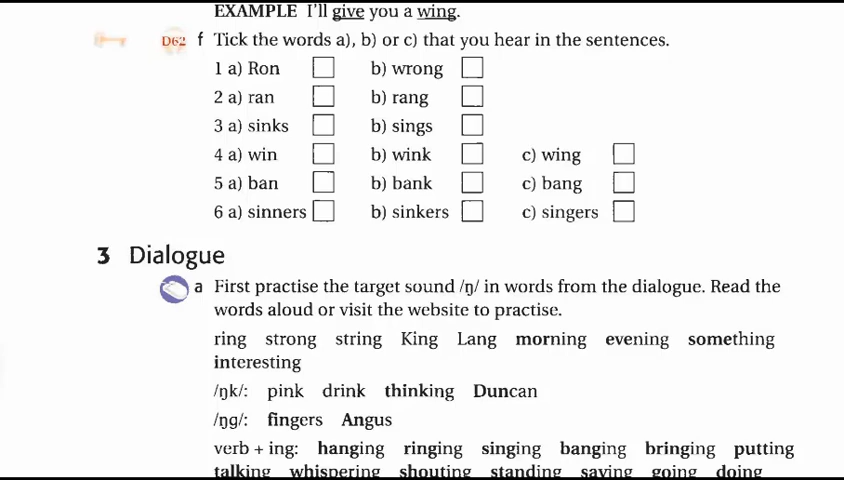 EXAMPLE I'll give you a wing.
D62 f Tick the words a), b) or c) that you hear in the sentences.
1 a) Ron b) wrong
2 a) ran b) rang
3 a) sinks b) sings
4 a) win b) wink c) wing
5 a) ban b) bank c) bang
6 a) sinners b) sinkers c) singers
3 Dialogue
a First practise the target sound /ŋ/ in words from the dialogue. Read the
words aloud or visit the website to practise.
ring strong string King Lang morning evening something
interesting
/ŋk/: pink drink thinking Duncan
/ŋg/: fingers Angus
verb + ing: hanging ringing singing banging bringing putting
talking whispering shouting standing saying going doing